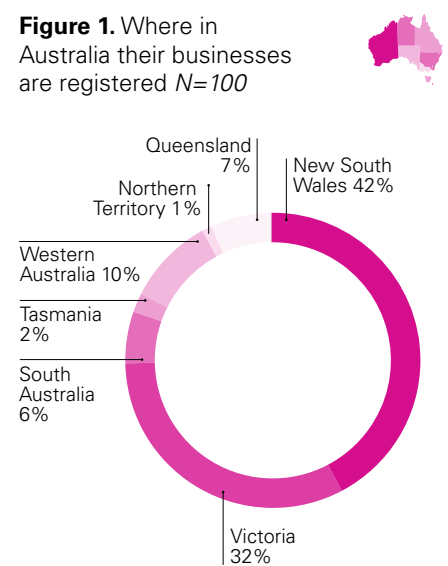 Figure 1. Where in
Australia their businesses
are registered N=100
Queensland
7%
New South
Wales 42%
Northern
Territory 1%
Western
Australia 10%
Tasmania
2%
South
Australia
6%
Victoria
32%